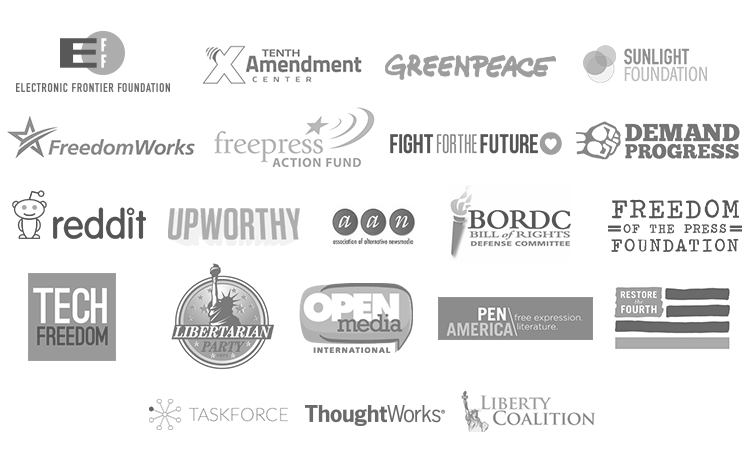 E F F
ELECTRONIC FRONTIER FOUNDATION
X TENTH
Amendment
CENTER
GREENPEACE
SUNLIGHT
FOUNDATION
FreedomWorks
freepress
ACTION FUND
FIGHT FOR THE FUTURE
DEMAND
PROGRESS
reddit
UPWORTHY
a a n
association of alternative newsmedia
BORDC
BILL of RIGHTS
DEFENSE COMMITTEE
FREEDOM
OF THE PRESS
FOUNDATION
TECH
FREEDOM
LIBERTARIAN
PARTY
OPEN
media
INTERNATIONAL
PEN
AMERICA
free expression.
literature.
RESTORE
the
FOURTH
TASKFORCE
ThoughtWorks®
LIBERTY
COALITION